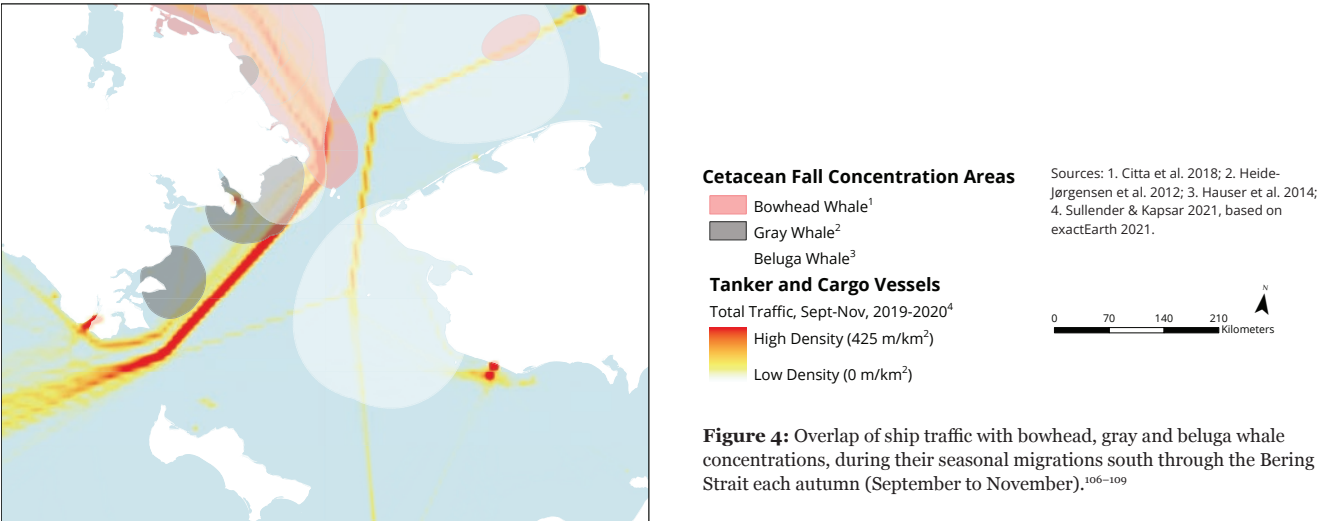 Cetacean Fall Concentration Areas
Bowhead Whale¹
Gray Whale²
Beluga Whale³
Tanker and Cargo Vessels
Total Traffic, Sept-Nov, 2019-2020⁴
High Density (425 m/km²)
Low Density (0 m/km²)
Sources: 1. Citta et al. 2018; 2. Heide-
Jørgensen et al. 2012; 3. Hauser et al. 2014;
4. Sullender & Kapsar 2021, based on
exactEarth 2021.
N
0 70 140 210
Kilometers
Figure 4: Overlap of ship traffic with bowhead, gray and beluga whale
concentrations, during their seasonal migrations south through the Bering
Strait each autumn (September to November).¹⁰⁶⁻¹⁰⁹